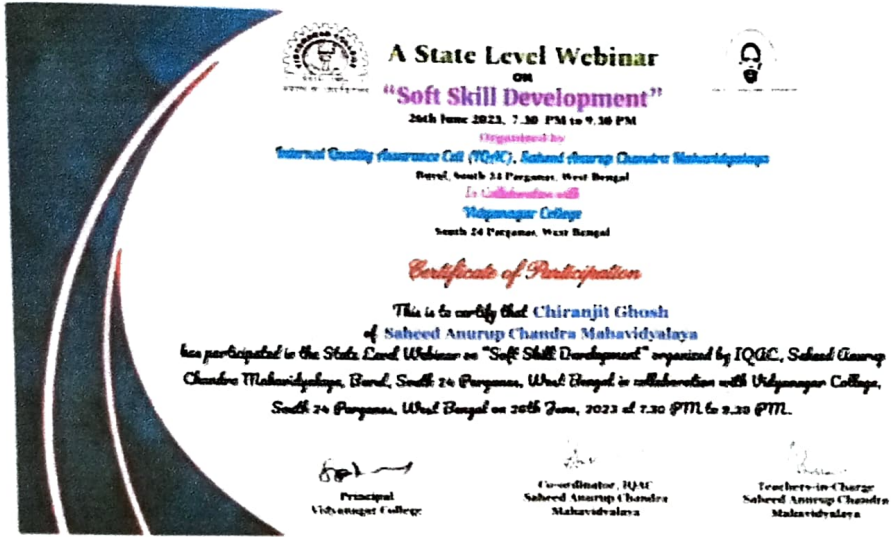 A State Level Webinar
ON
“Soft Skill Development”
26th June 2023, 7.30 PM to 9.30 PM
Organized by
Internal Quality Assurance Cell (IQAC), Saheed Anurup Chandra Mahavidyalaya
Burul, South 24 Parganas, West Bengal
In Collaboration with
Vidyanagar College
South 24 Parganas, West Bengal
Certificate of Participation
This is to certify that Chiranjit Ghosh
of Saheed Anurup Chandra Mahavidyalaya
has participated in the State Level Webinar on “Soft Skill Development” organized by IQAC, Saheed Anurup
Chandra Mahavidyalaya, Burul, South 24 Parganas, West Bengal in collaboration with Vidyanagar College,
South 24 Parganas, West Bengal on 26th June, 2023 at 7.30 PM to 9.30 PM.
Principal
Vidyanagar College
Co-ordinator, IQAC
Saheed Anurup Chandra
Mahavidyalaya
Teachers-in-Charge
Saheed Anurup Chandra
Mahavidyalaya